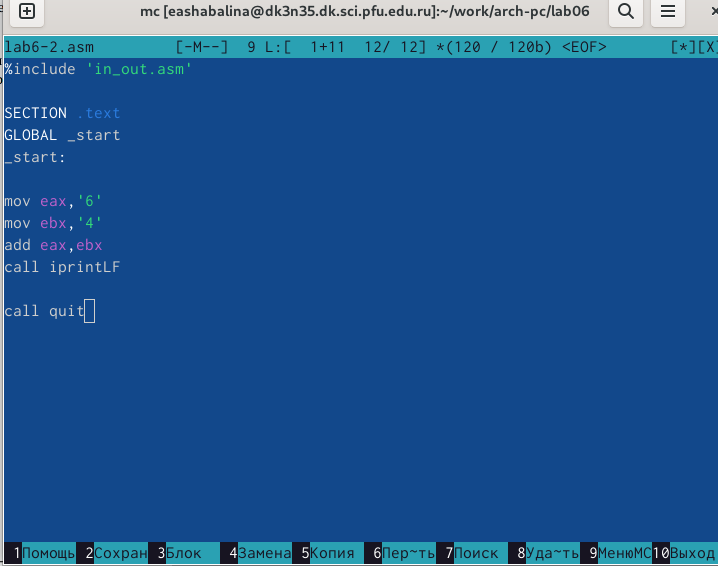 mc [eashabalina@dk3n35.dk.sci.pfu.edu.ru]:~/work/arch-pc/lab06
lab6-2.asm [-M--] 9 L:[ 1+11 12/ 12] *(120 / 120b) <EOF> [*][X]
%include 'in_out.asm'
SECTION .text
GLOBAL _start
_start:
mov eax,'6'
mov ebx,'4'
add eax,ebx
call iprintLF
call quit
1Помощь 2Сохран 3Блок 4Замена 5Копия 6Пер~ть 7Поиск 8Уда~ть 9МенюMC 10Выход